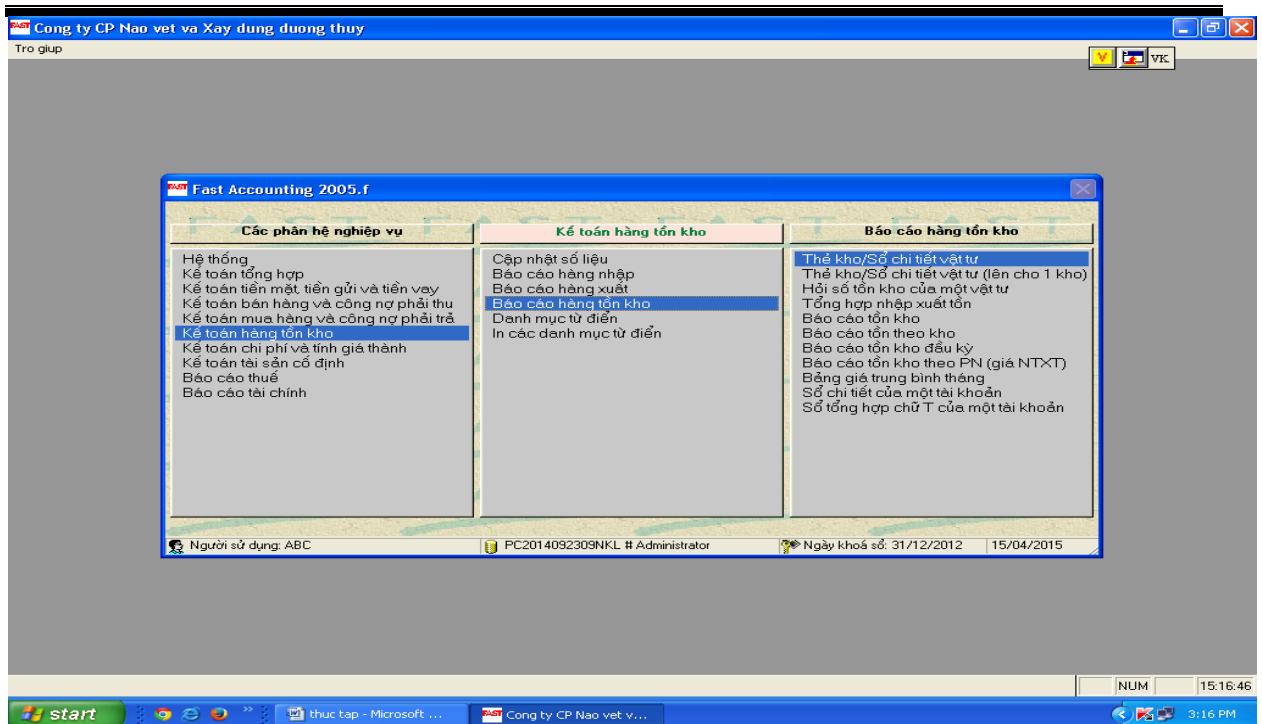 FAST Cong ty CP Nao vet va Xay dung duong thuy
Tro giup
V VK
FAST Fast Accounting 2005.f
FAST FAST FAST
Các phân hệ nghiệp vụ
Hệ thống
Kế toán tổng hợp
Kế toán tiền mặt, tiền gửi và tiền vay
Kế toán bán hàng và công nợ phải thu
Kế toán mua hàng và công nợ phải trả
Kế toán hàng tồn kho
Kế toán chi phí và tính giá thành
Kế toán tài sản cố định
Báo cáo thuế
Báo cáo tài chính
Kế toán hàng tồn kho
Cập nhật số liệu
Báo cáo hàng nhập
Báo cáo hàng xuất
Báo cáo hàng tồn kho
Danh mục từ điển
In các danh mục từ điển
Báo cáo hàng tồn kho
Thẻ kho/Sổ chi tiết vật tư
Thẻ kho/Sổ chi tiết vật tư (lên cho 1 kho)
Hỏi số tồn kho của một vật tư
Tổng hợp nhập xuất tồn
Báo cáo tồn kho
Báo cáo tồn theo kho
Báo cáo tồn kho đầu kỳ
Báo cáo tồn kho theo PN (giá NTXT)
Bảng giá trung bình tháng
Sổ chi tiết của một tài khoản
Sổ tổng hợp chữ T của một tài khoản
Người sử dụng: ABC PC2014092309NKL # Administrator Ngày khoá sổ: 31/12/2012 15/04/2015
NUM 15:16:46
start thuc tap - Microsoft ... FAST Cong ty CP Nao vet v... 3:16 PM